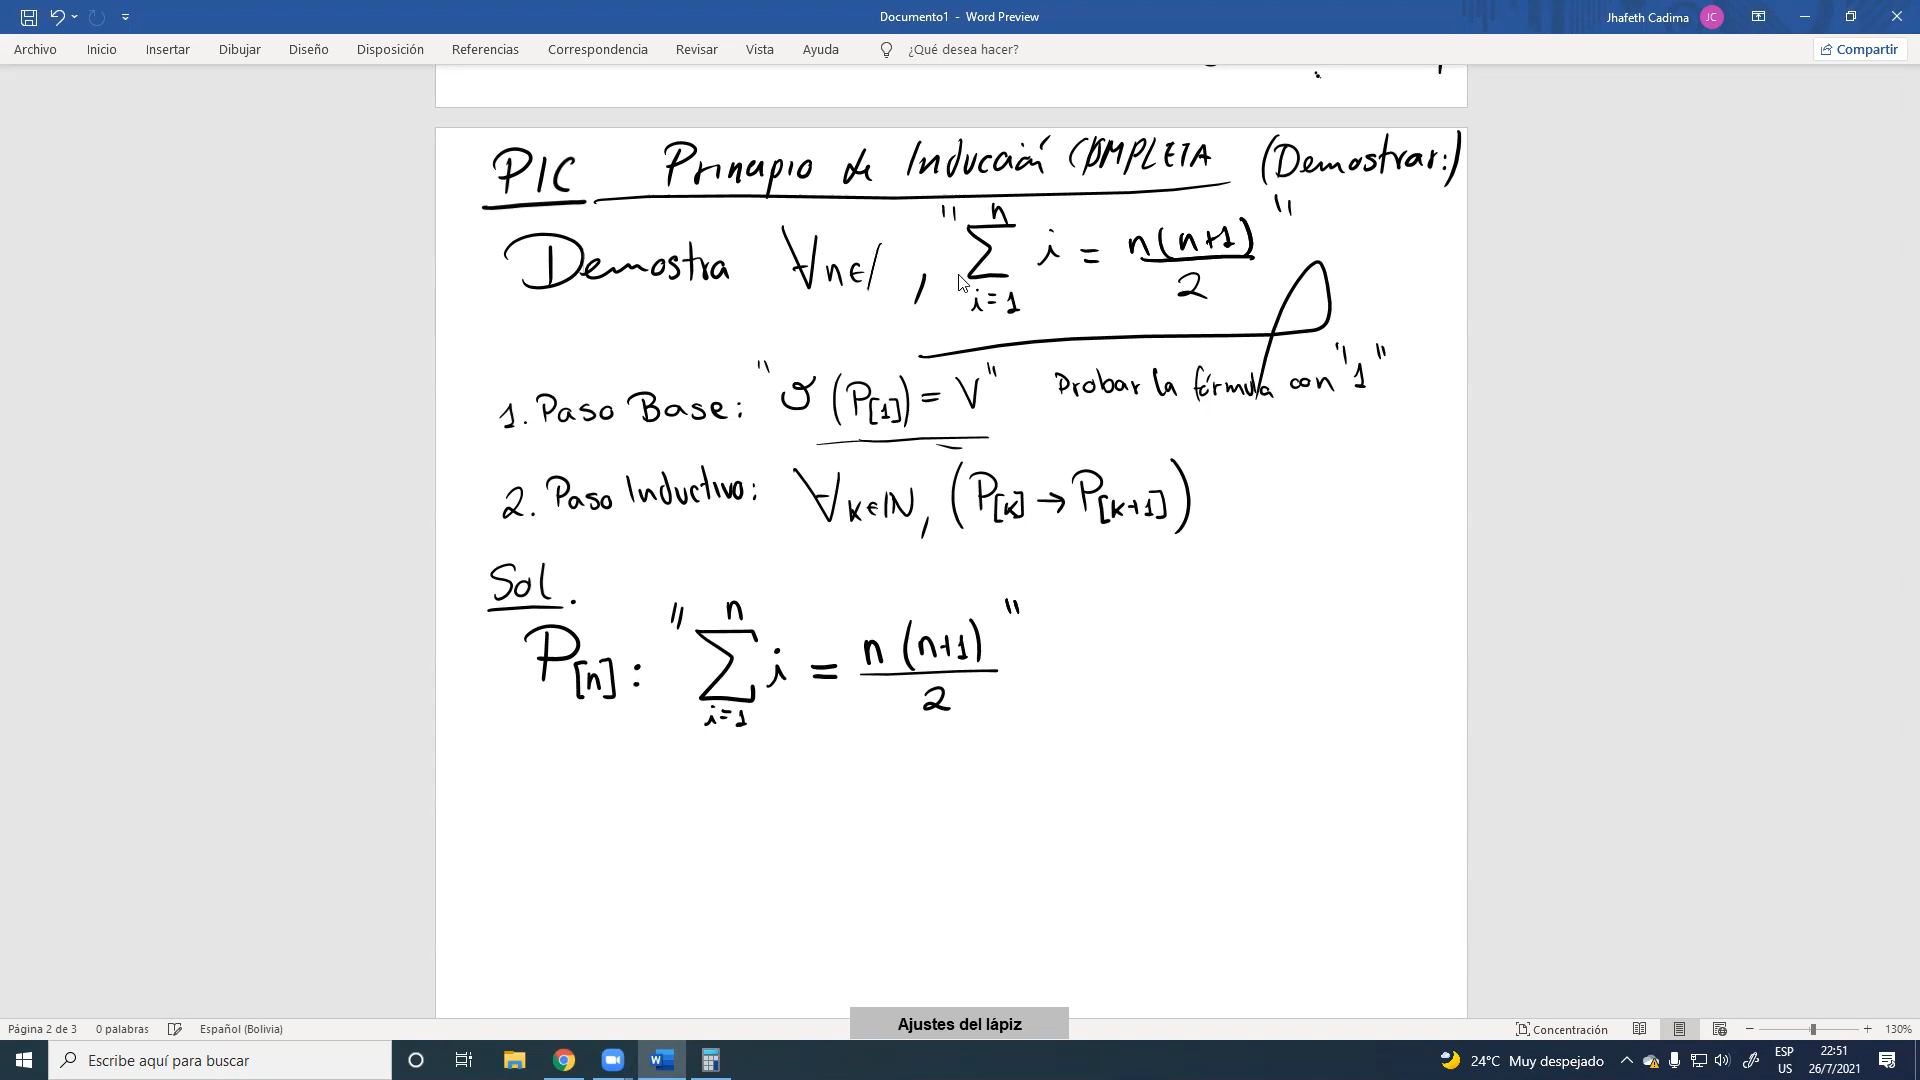 Documento1 - Word Preview
Jhafeth Cadima JC
Archivo Inicio Insertar Dibujar Diseño Disposición Referencias Correspondencia Revisar Vista Ayuda ¿Qué desea hacer? Compartir
PIC Principio de Inducción COMPLETA (Demostrar:)
Demostra ∀n∈/ , "∑_{i=1}^{n} i = n(n+1)/2"
1. Paso Base: "𝒱(P[1]) = V" Probar la fórmula con "1"
2. Paso Inductivo: ∀k∈ℕ, (P[k] → P[k+1])
Sol.
P[n]: "∑_{i=1}^{n} i = n(n+1)/2"
Ajustes del lápiz
Página 2 de 3 0 palabras Español (Bolivia) Concentración 130%
Escribe aquí para buscar 24°C Muy despejado ESP US 22:51 26/7/2021